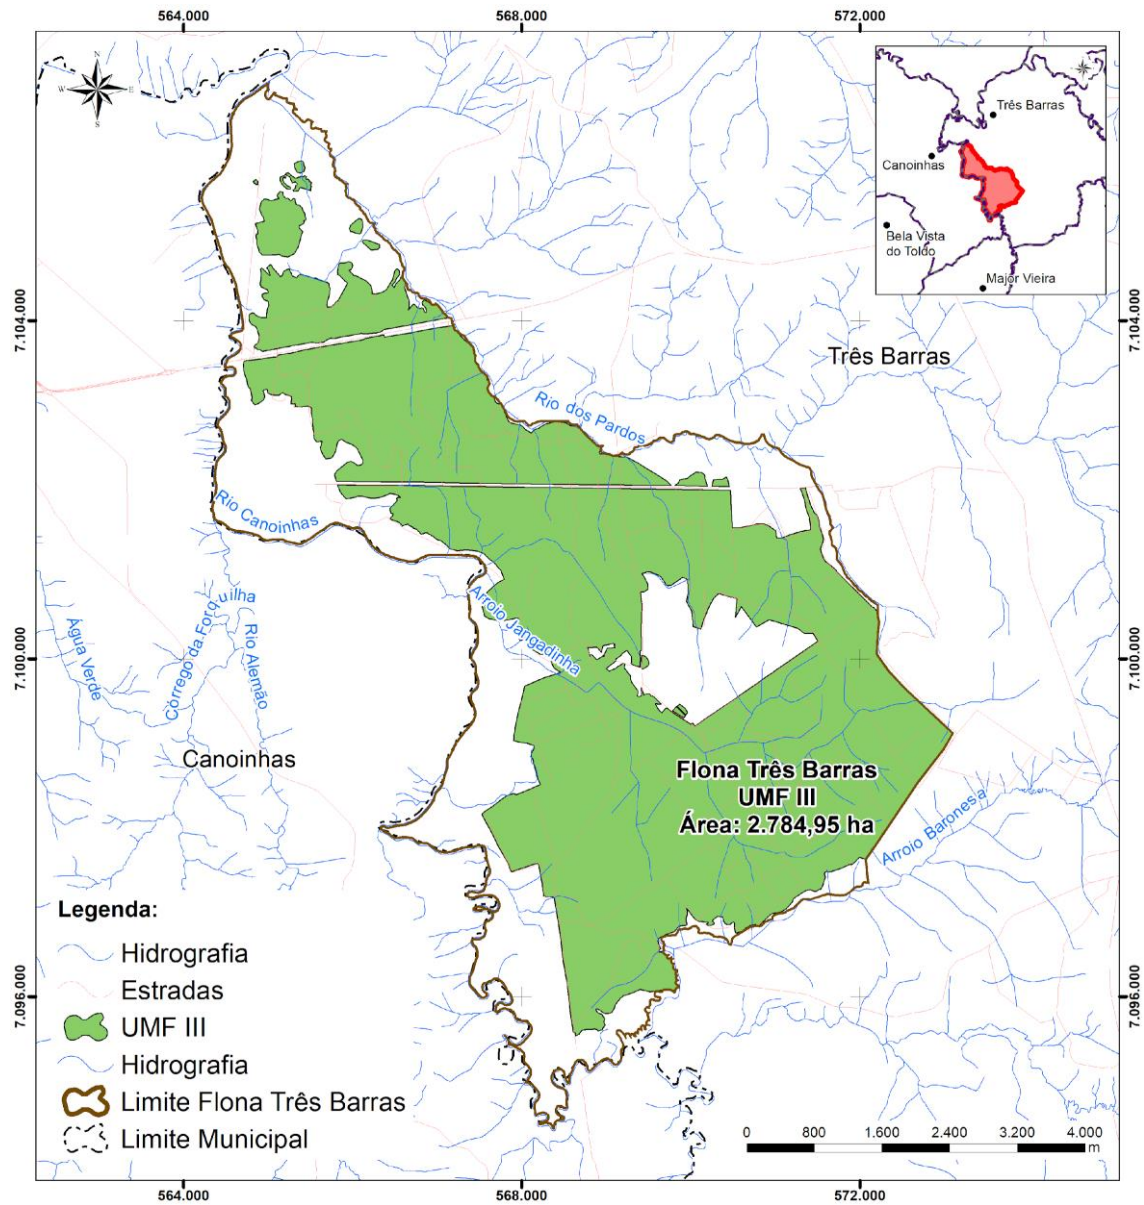 564.000
568.000
572.000
N
W
E
S
Três Barras
Canoinhas
Bela Vista
do Toldo
Major Vieira
7.104.000
7.104.000
Três Barras
Rio dos Pardos
Rio Canoinhas
Arroio Jangadinha
Água Verde
Córrego da Forquilha
Rio Alemão
7.100.000
7.100.000
Canoinhas
Flona Três Barras
UMF III
Área: 2.784,95 ha
Arroio Baronesa
Legenda:
Hidrografia
Estradas
UMF III
Hidrografia
Limite Flona Três Barras
Limite Municipal
7.096.000
7.096.000
0 800 1.600 2.400 3.200 4.000
m
564.000
568.000
572.000